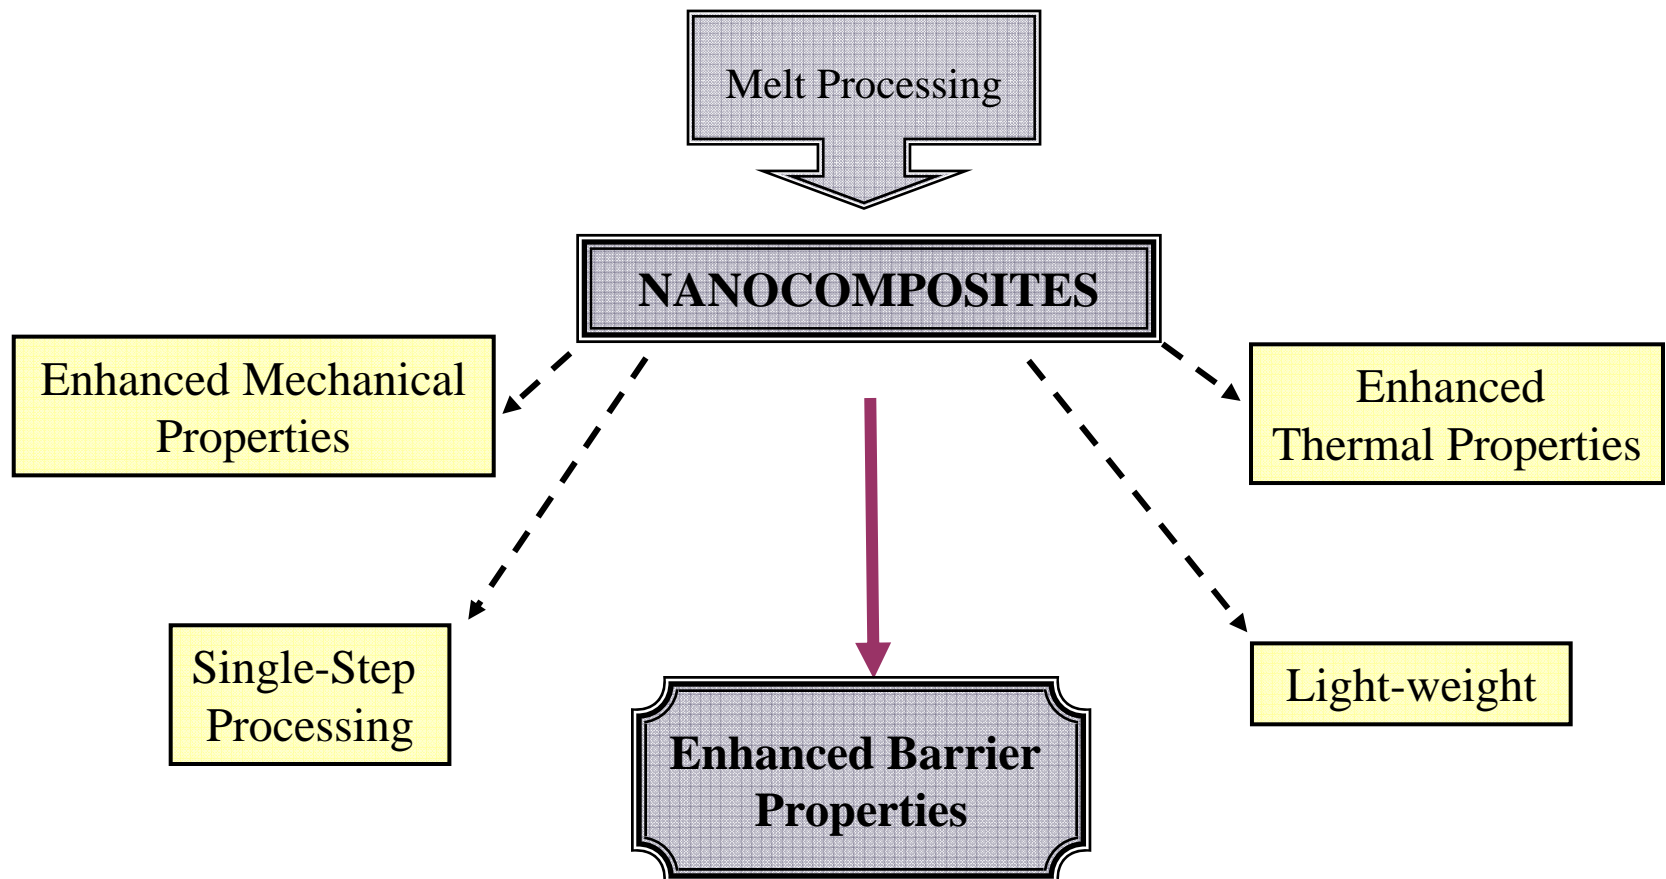 Melt Processing
NANOCOMPOSITES
Enhanced Mechanical
Properties
Enhanced
Thermal Properties
Single-Step
Processing
Light-weight
Enhanced Barrier
Properties